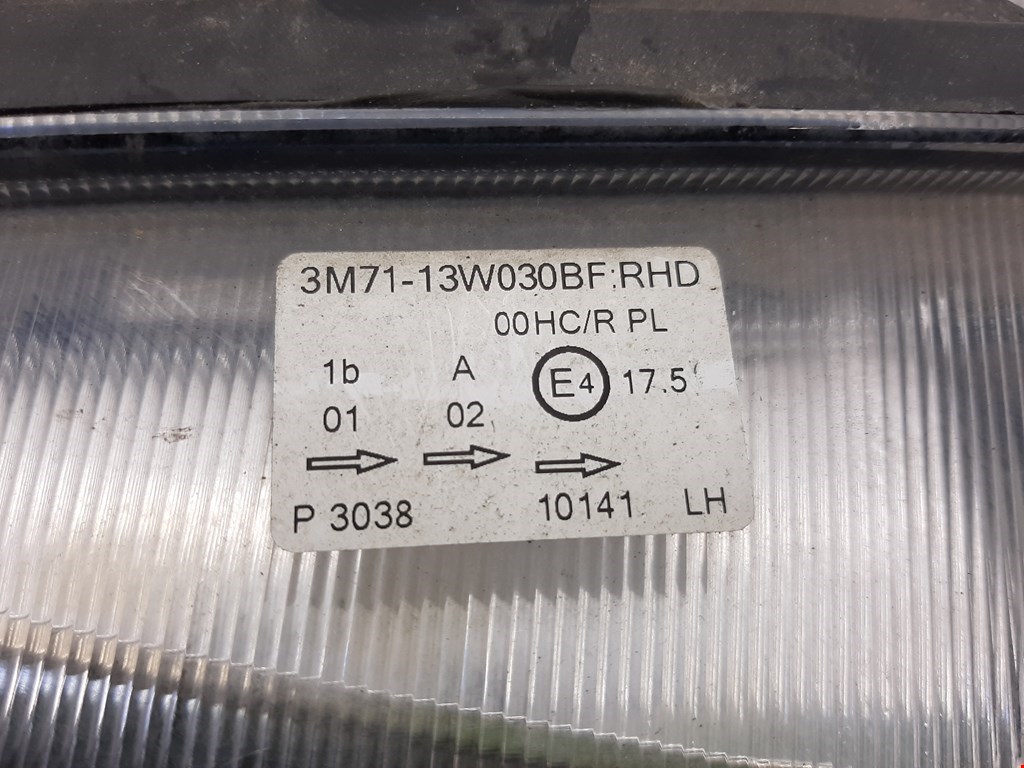 3M71-13W030BF:RHD
00HC/R PL
1b A E4 17.5
01 02
P 3038 10141 LH